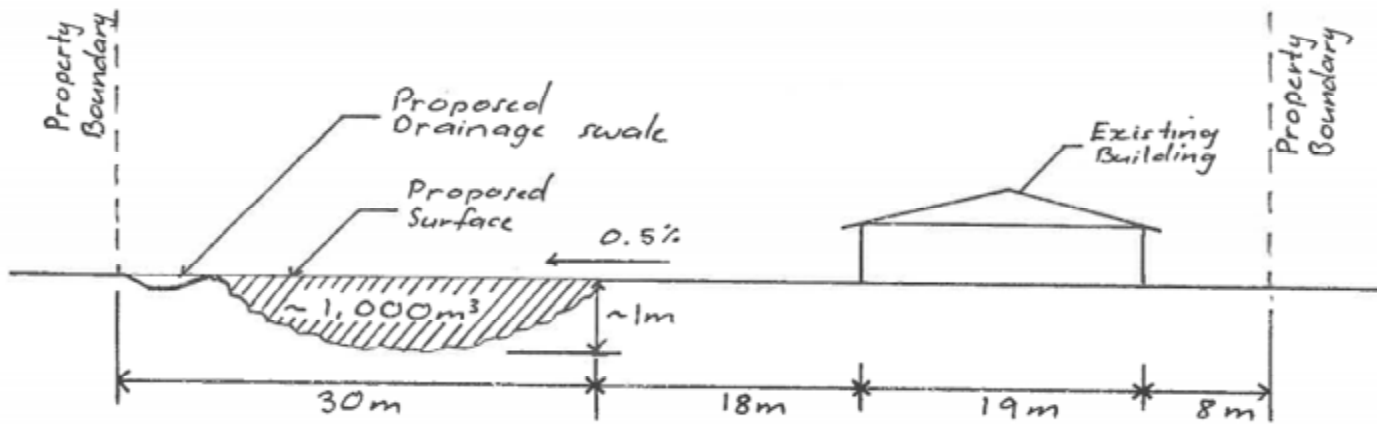 Property
Boundary
Proposed
Drainage swale
Proposed
Surface
0.5%
Existing
Building
Property
Boundary
~1,000m³
~1m
30m
18m
19m
8m